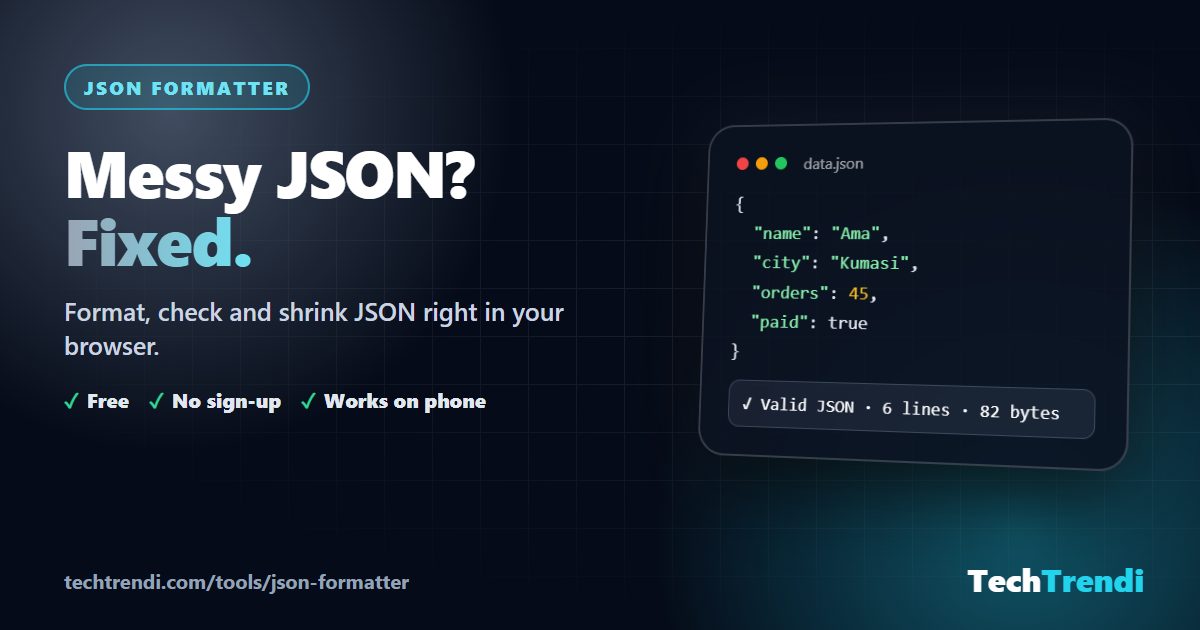 JSON FORMATTER
Messy JSON?
Fixed.
Format, check and shrink JSON right in your
browser.
✓ Free ✓ No sign-up ✓ Works on phone
data.json
{
"name": "Ama",
"city": "Kumasi",
"orders": 45,
"paid": true
}
✓ Valid JSON · 6 lines · 82 bytes
techtrendi.com/tools/json-formatter
TechTrendi